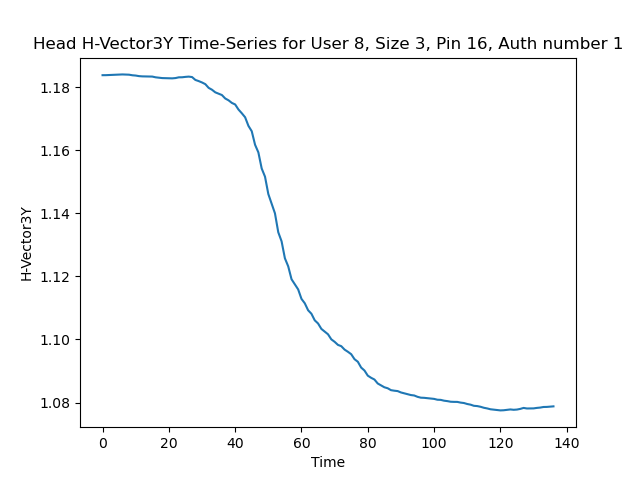 Head H-Vector3Y Time-Series for User 8, Size 3, Pin 16, Auth number 1
1.18
1.16
1.14
1.12
1.10
1.08
H-Vector3Y
0 20 40 60 80 100 120 140
Time